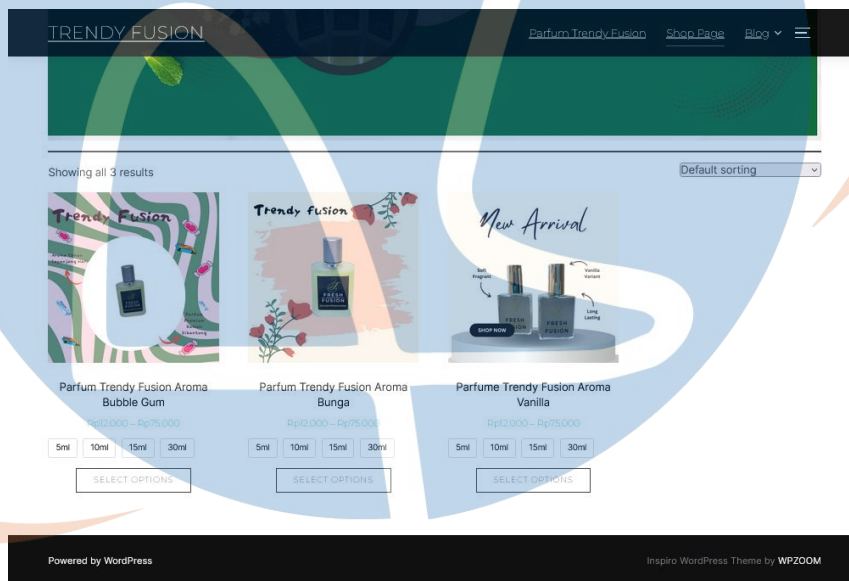 TRENDY FUSION
Parfum Trendy Fusion Shop Page Blog
Showing all 3 results
Default sorting
Trendy Fusion
Trendy fusion
New Arrival
Soft
Fragrant
Vanilla
Variant
Long
Lasting
SHOP NOW
FRESH
FUSION
FRESH
FUSION
FRESH
FUSION
Parfum Trendy Fusion Aroma
Bubble Gum
Parfum Trendy Fusion Aroma
Bunga
Parfume Trendy Fusion Aroma
Vanilla
Rp12.000 – Rp75.000
Rp12.000 – Rp75.000
Rp12.000 – Rp75.000
5ml 10ml 15ml 30ml
5ml 10ml 15ml 30ml
5ml 10ml 15ml 30ml
SELECT OPTIONS
SELECT OPTIONS
SELECT OPTIONS
Powered by WordPress
Inspiro WordPress Theme by WPZOOM